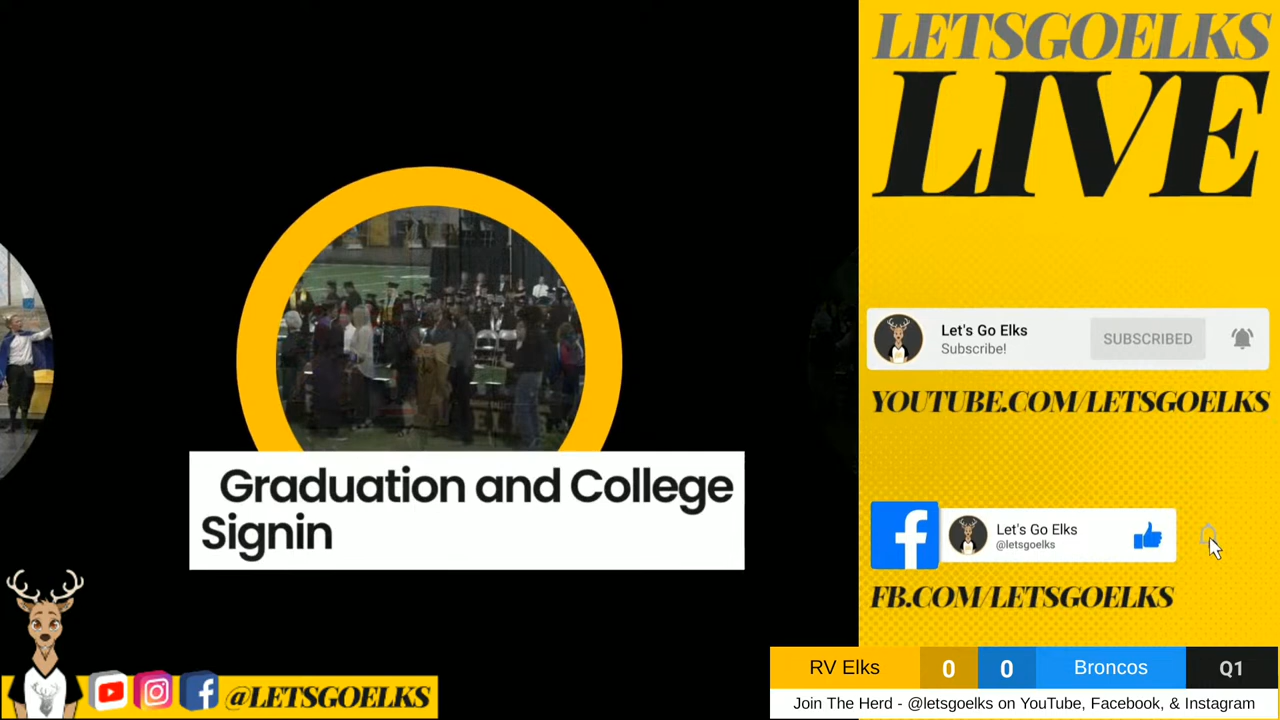 LETSGOELKS
LIVE
Let's Go Elks
Subscribe!
SUBSCRIBED
YOUTUBE.COM/LETSGOELKS
Graduation and College
Signin
Let's Go Elks
@letsgoelks
FB.COM/LETSGOELKS
@LETSGOELKS
RV Elks 0 0 Broncos Q1
Join The Herd - @letsgoelks on YouTube, Facebook, & Instagram